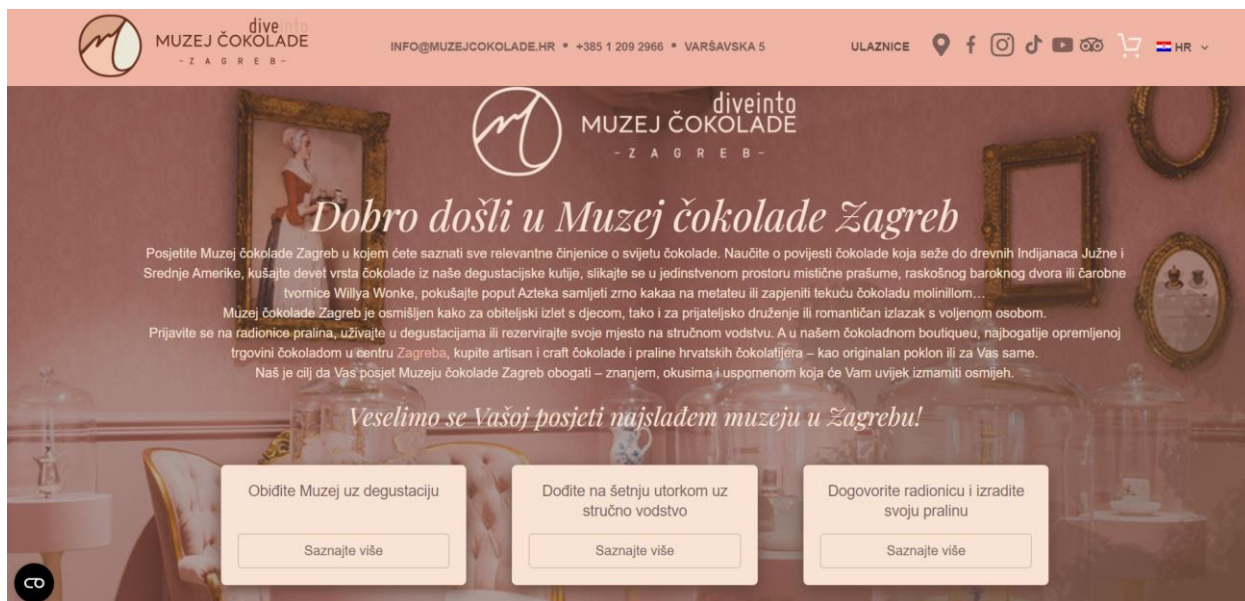 diveinto
MUZEJ ČOKOLADE
- Z A G R E B -
INFO@MUZEJCOKOLADE.HR • +385 1 209 2966 • VARŠAVSKA 5
ULAZNICE
HR
diveinto
MUZEJ ČOKOLADE
- Z A G R E B -
Dobro došli u Muzej čokolade Zagreb
Posjetite Muzej čokolade Zagreb u kojem ćete saznati sve relevantne činjenice o svijetu čokolade. Naučite o povijesti čokolade koja seže do drevnih Indijanaca Južne i
Srednje Amerike, kušajte devet vrsta čokolade iz naše degustacijske kutije, slikajte se u jedinstvenom prostoru mistične prašume, raskošnog baroknog dvora ili čarobne
tvornice Willya Wonke, pokušajte poput Azteka samljeti zrno kakaa na metateu ili zapjeniti tekuću čokoladu molinillom…
Muzej čokolade Zagreb je osmišljen kako za obiteljski izlet s djecom, tako i za prijateljsko druženje ili romantičan izlazak s voljenom osobom.
Prijavite se na radionice pralina, uživajte u degustacijama ili rezervirajte svoje mjesto na stručnom vodstvu. A u našem čokoladnom boutiqueu, najbogatije opremljenoj
trgovini čokoladom u centru Zagreba, kupite artisan i craft čokolade i praline hrvatskih čokolatijera – kao originalan poklon ili za Vas same.
Naš je cilj da Vas posjet Muzeju čokolade Zagreb obogati – znanjem, okusima i uspomenom koja će Vam uvijek izmamiti osmijeh.
Veselimo se Vašoj posjeti najslađem muzeju u Zagrebu!
Obiđite Muzej uz degustaciju
Saznajte više
Dođite na šetnju utorkom uz
stručno vodstvo
Saznajte više
Dogovorite radionicu i izradite
svoju pralinu
Saznajte više